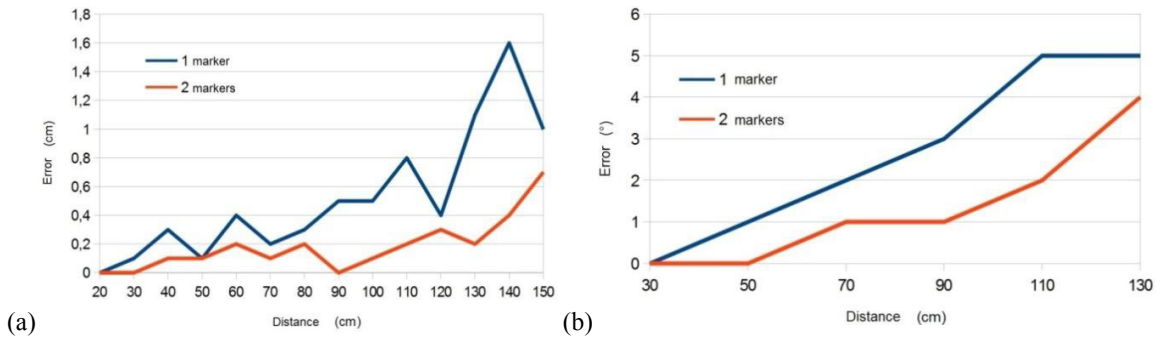 1,8
1,6
1,4
1,2
1
0,8
0,6
0,4
0,2
0
Error (cm)
1 marker
2 markers
20 30 40 50 60 70 80 90 100 110 120 130 140 150
Distance (cm)
(a)
6
5
4
3
2
1
0
Error (°)
1 marker
2 markers
30 50 70 90 110 130
Distance (cm)
(b)